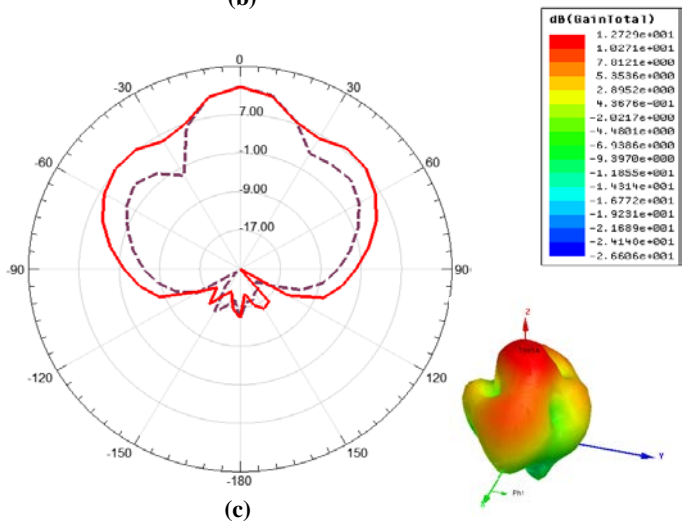 (b)
0
-30
30
7.00
-1.00
-60
60
-9.00
-17.00
-90
90
-120
120
-150
150
-180
(c)
dB(GainTotal)
1.2729e+001
1.0271e+001
7.8121e+000
5.3536e+000
2.8952e+000
4.3676e-001
-2.0217e+000
-4.4801e+000
-6.9386e+000
-9.3970e+000
-1.1855e+001
-1.4314e+001
-1.6772e+001
-1.9231e+001
-2.1689e+001
-2.4148e+001
-2.6606e+001
Z
Y
Phi